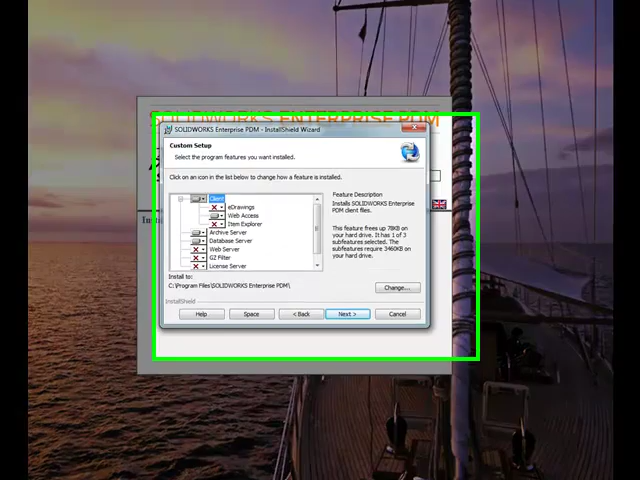 SOLIDWORKS ENTERPRISE PDM
SOLIDWORKS Enterprise PDM - InstallShield Wizard
Custom Setup
Select the program features you want installed.
Click on an icon in the list below to change how a feature is installed.
Client
eDrawings
Web Access
Item Explorer
Archive Server
Database Server
Web Server
GZ Filter
License Server
Feature Description
Installs SOLIDWORKS Enterprise
PDM client files.
This feature frees up 78KB on
your hard drive. It has 1 of 3
subfeatures selected. The
subfeatures require 3460KB on
your hard drive.
Install to:
C:\Program Files\SOLIDWORKS Enterprise PDM\
Change...
InstallShield
Help
Space
< Back
Next >
Cancel